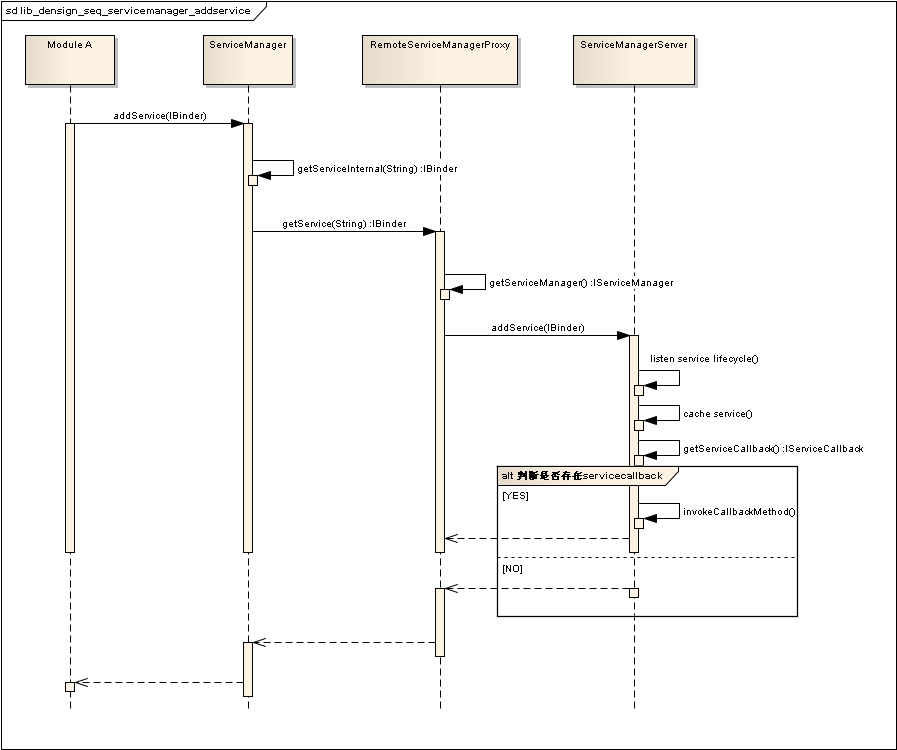 sd lib_densign_seq_servicemanager_addservice
Module A
ServiceManager
RemoteServiceManagerProxy
ServiceManagerServer
addService(IBinder)
getServiceInternal(String) :IBinder
getService(String) :IBinder
getServiceManager() :IServiceManager
addService(IBinder)
listen service lifecycle()
cache service()
getServiceCallback() :IServiceCallback
alt 判断是否存在servicecallback
[YES]
invokeCallbackMethod()
[NO]